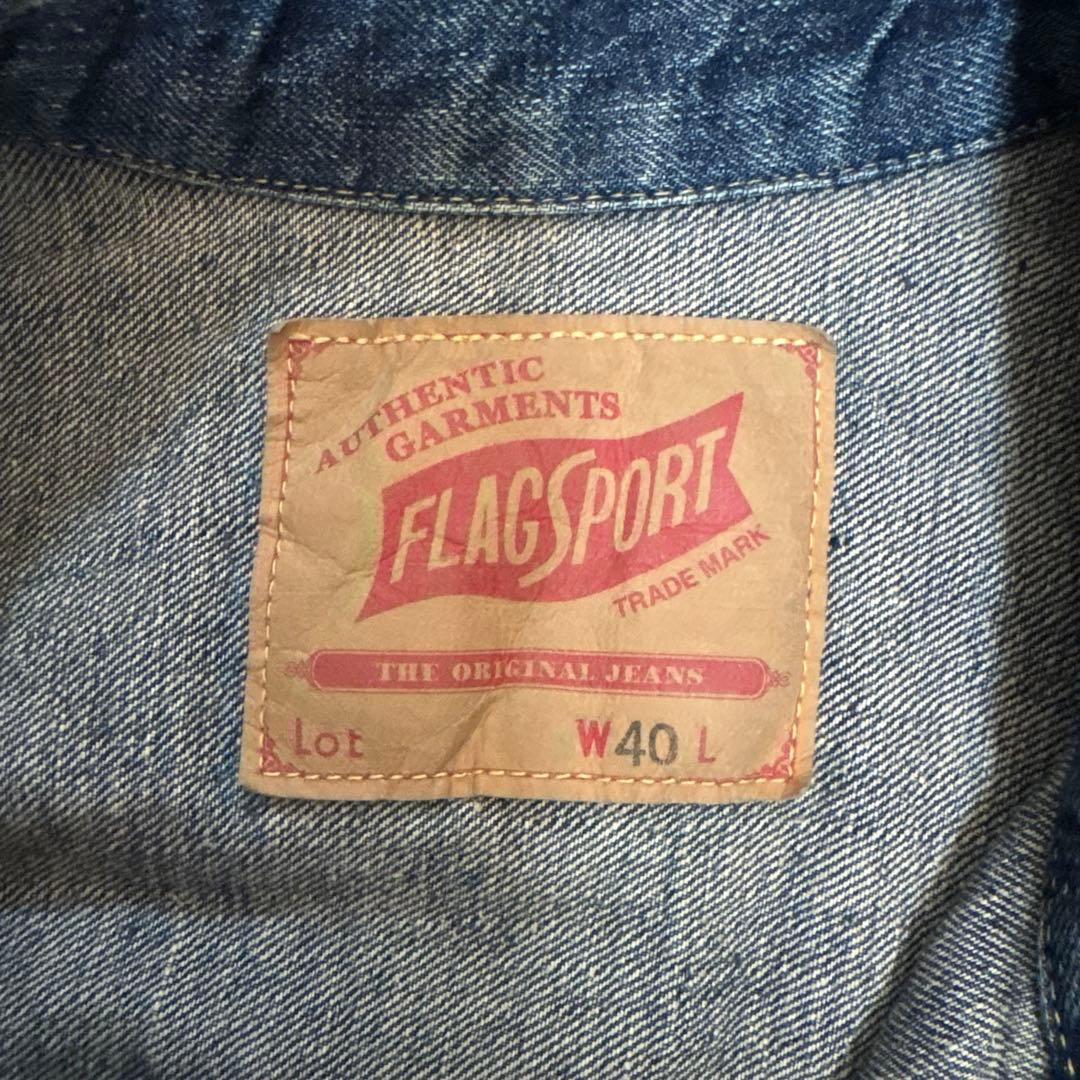 AUTHENTIC
GARMENTS
FLAGSPORT
TRADE MARK
THE ORIGINAL JEANS
Lot W40 L